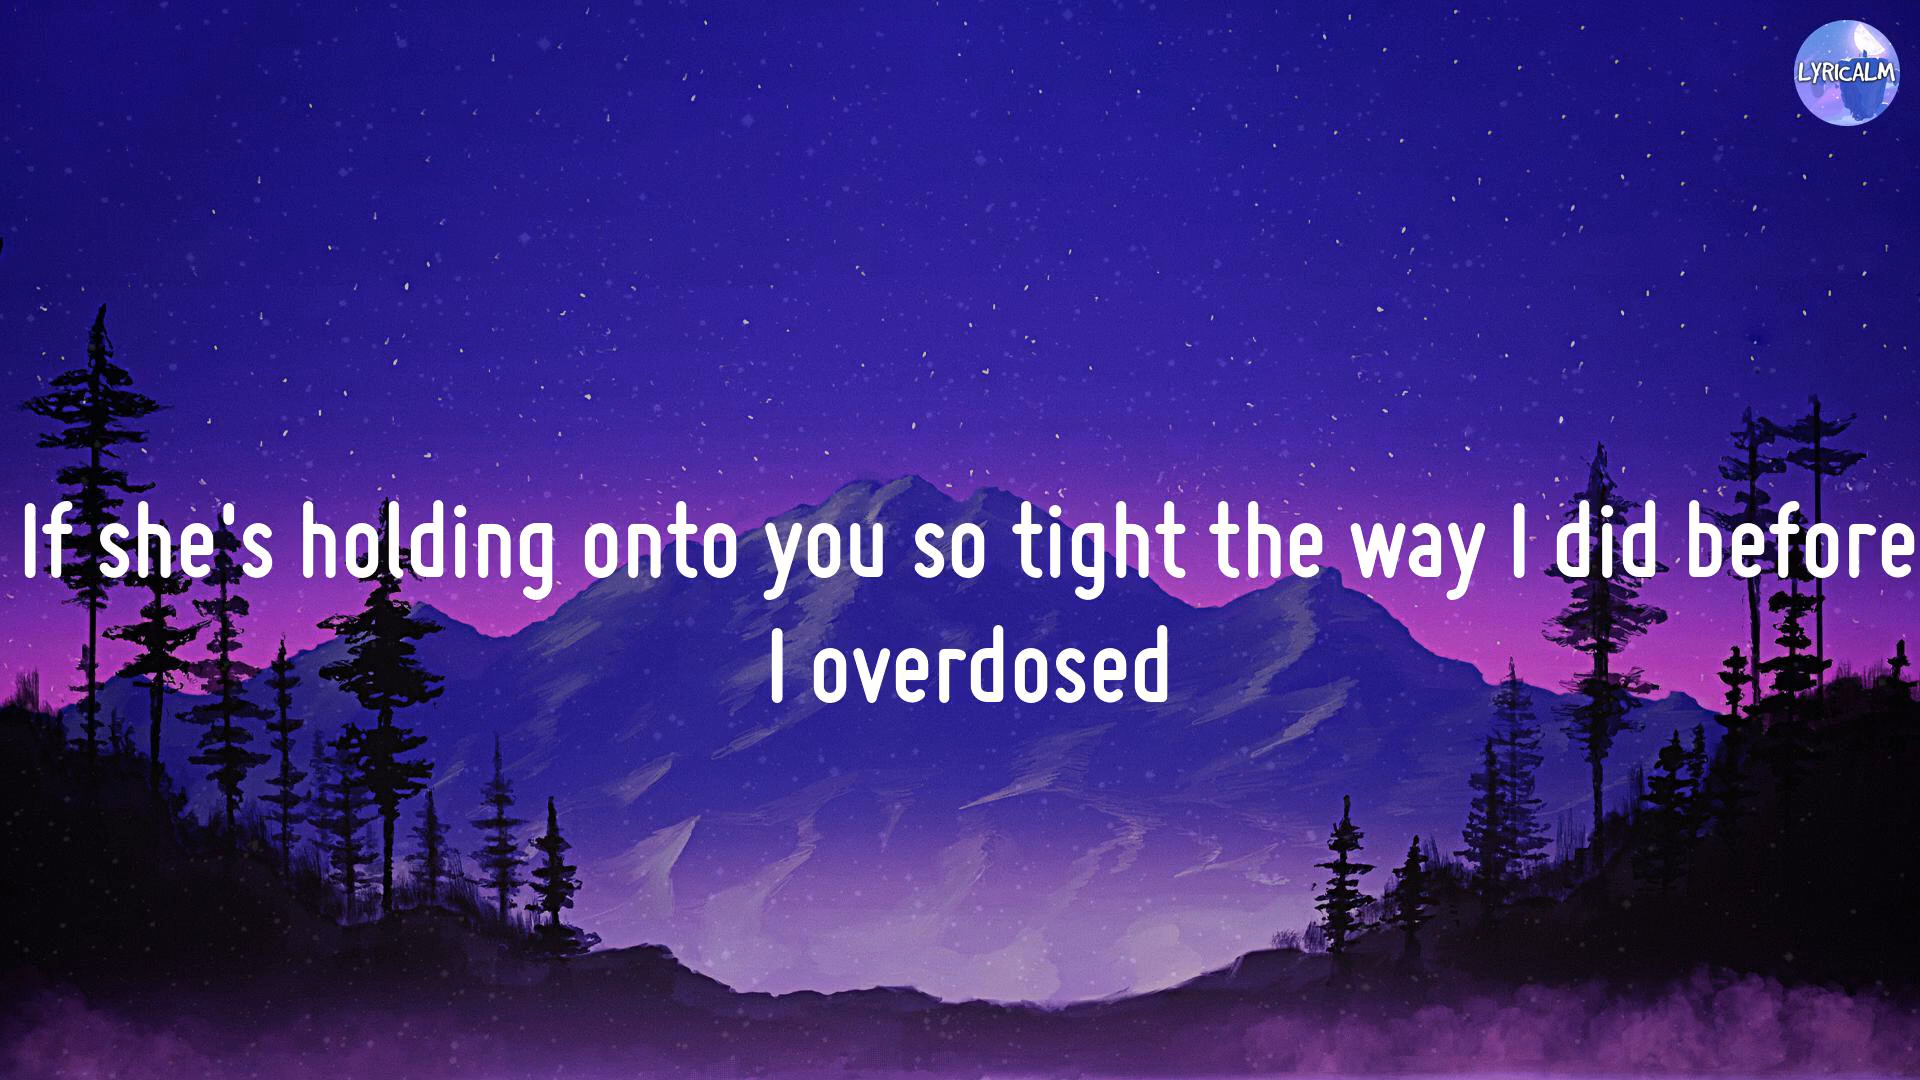 LYRICALM
If she's holding onto you so tight the way I did before
I overdosed